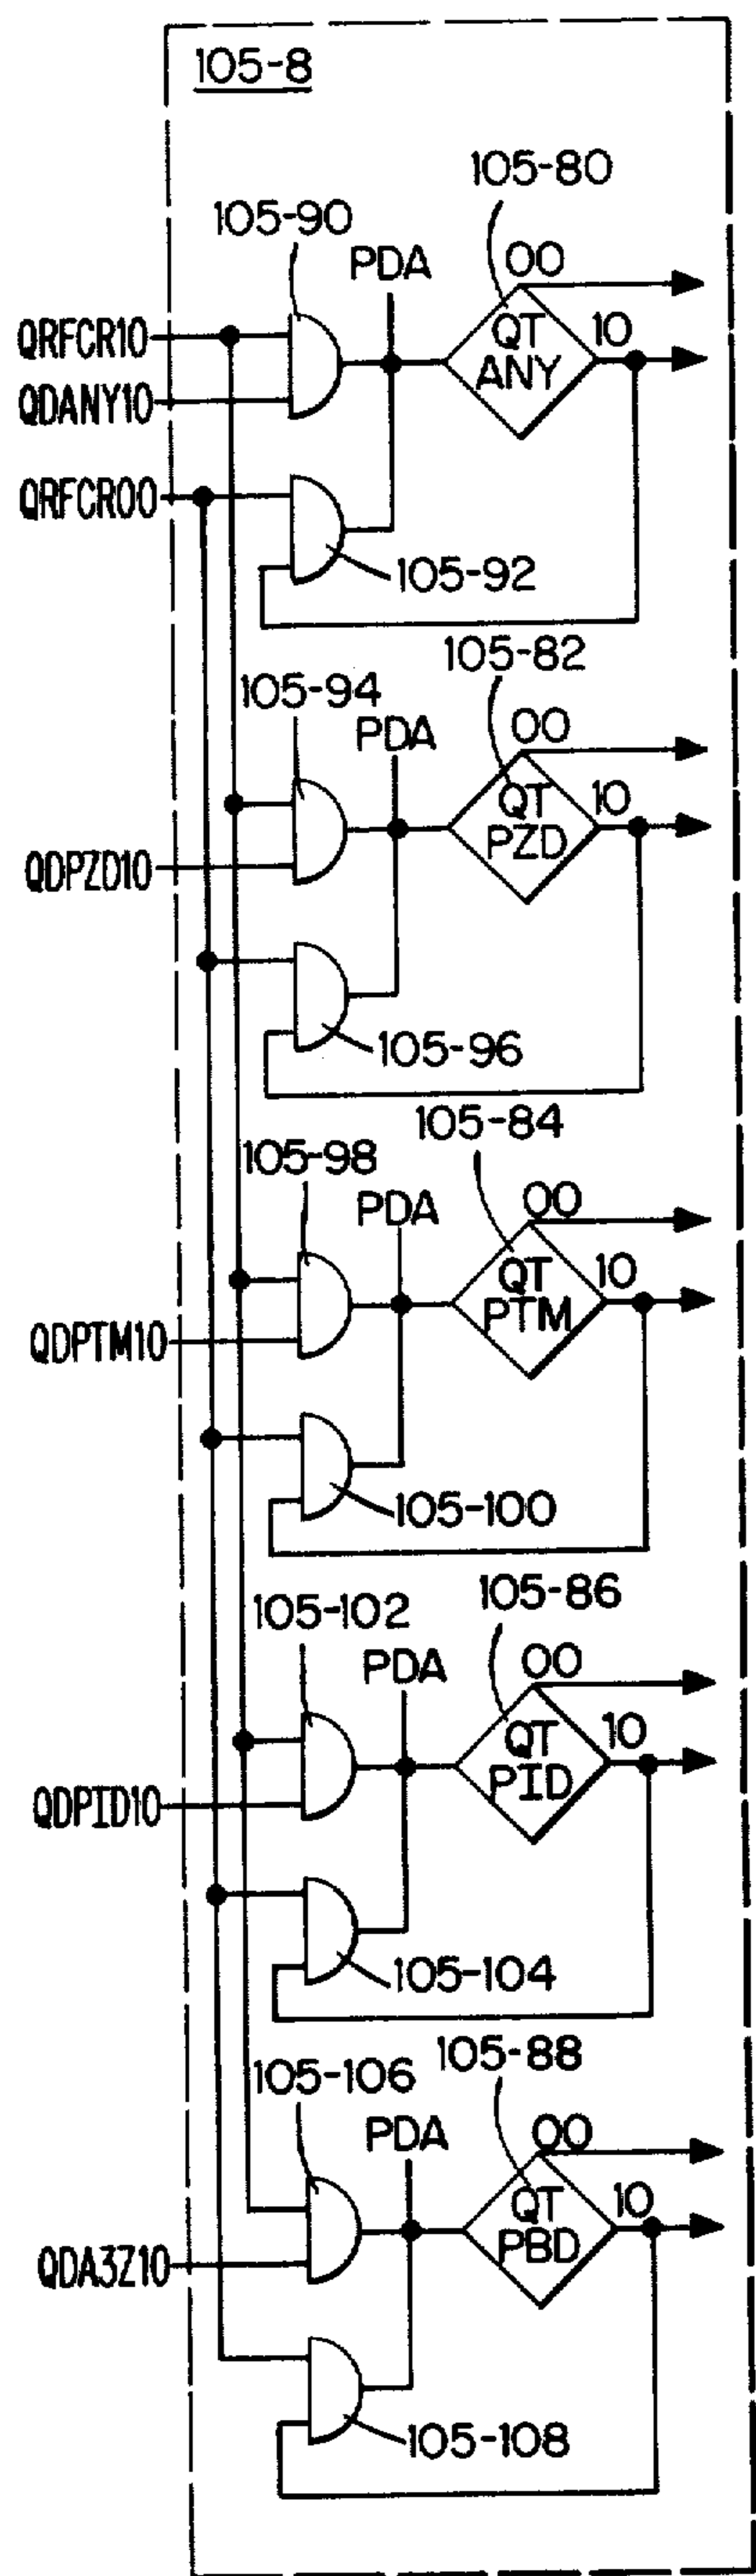 105-8
105-80
105-90
PDA
00
QRFCR10
QT
10
ANY
QDANY10
QRFCR00
105-92
105-82
105-94
PDA
00
QT
10
PZD
QDPZD10
105-96
105-84
105-98
PDA
00
QT
10
PTM
QDPTM10
105-100
105-86
105-102
PDA
00
QT
10
PID
QDPID10
105-104
105-88
105-106
PDA
00
QT
10
PBD
QDA3Z10
105-108